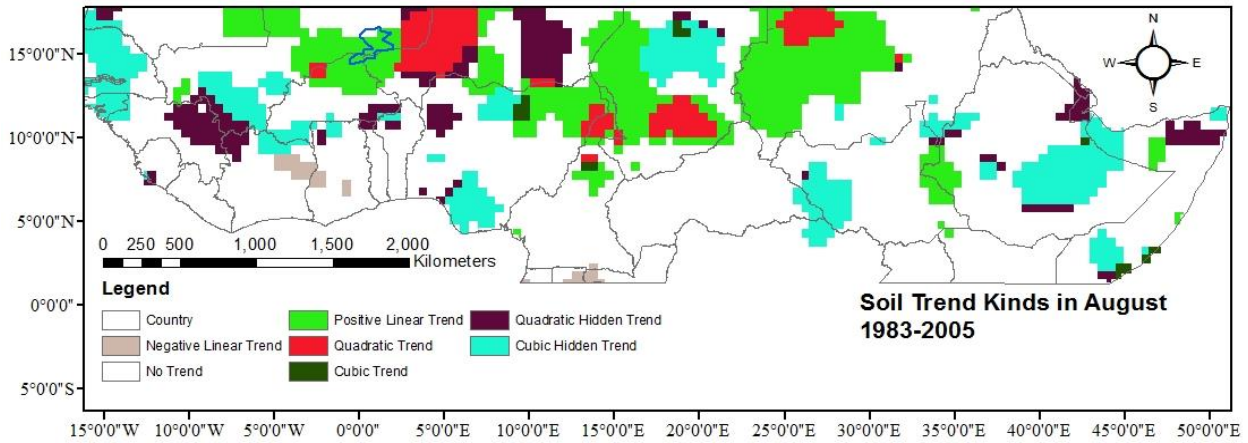 15°0'0"N
10°0'0"N
5°0'0"N
0°0'0"
5°0'0"S
N
W E
S
0 250 500 1,000 1,500 2,000
Kilometers
Legend
Country
Negative Linear Trend
No Trend
Positive Linear Trend
Quadratic Trend
Cubic Trend
Quadratic Hidden Trend
Cubic Hidden Trend
Soil Trend Kinds in August
1983-2005
15°0'0"W 10°0'0"W 5°0'0"W 0°0'0"E 5°0'0"E 10°0'0"E 15°0'0"E 20°0'0"E 25°0'0"E 30°0'0"E 35°0'0"E 40°0'0"E 45°0'0"E 50°0'0"E